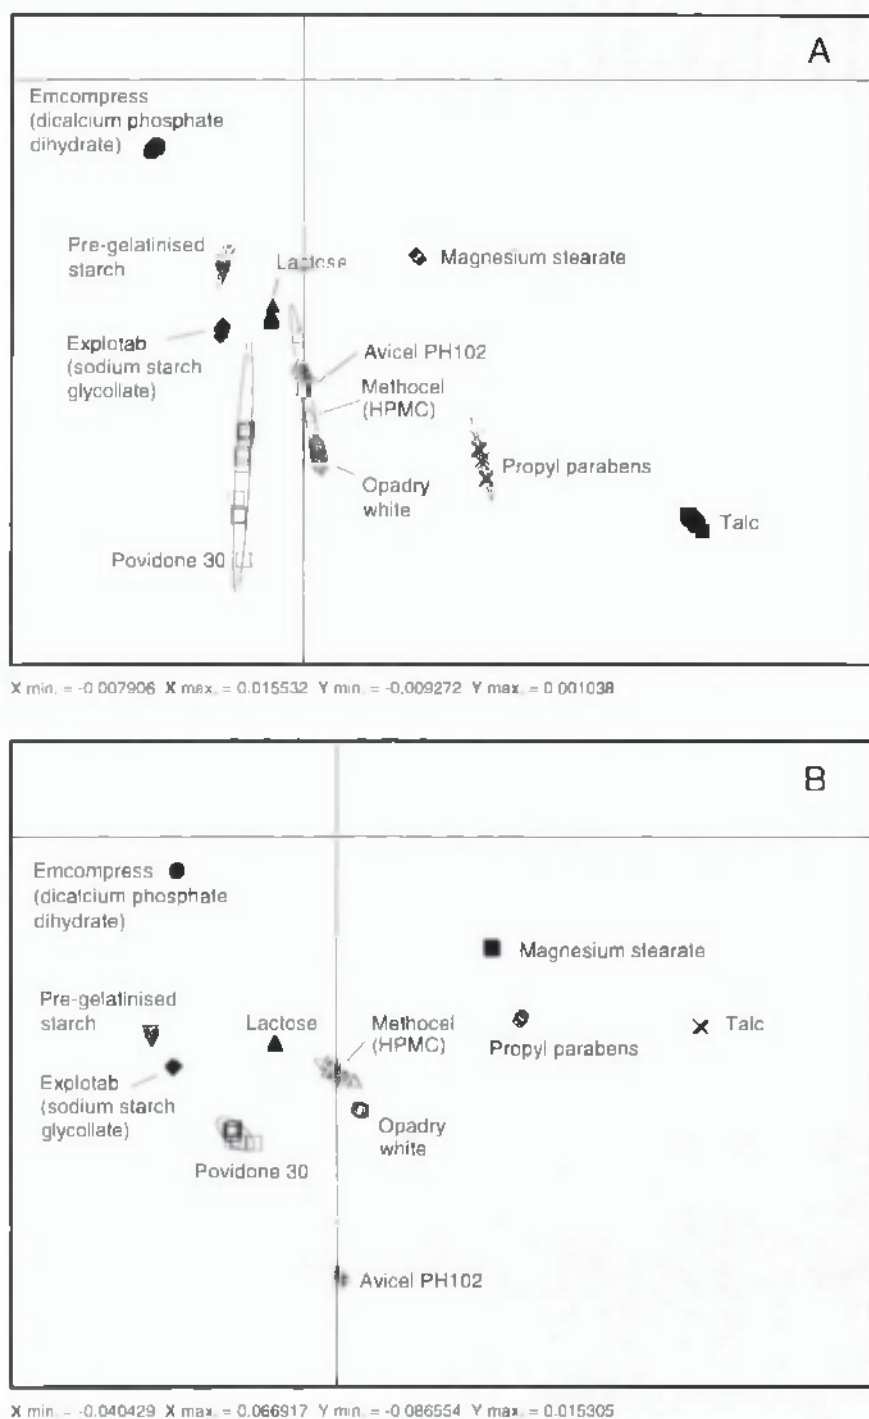 A
Emcompress
(dicalcium phosphate
dihydrate)
Pre-gelatinised
starch
Lactose
Magnesium stearate
Explotab
(sodium starch
glycollate)
Avicel PH102
Methocel
(HPMC)
Propyl parabens
Opadry
white
Talc
Povidone 30
X min. = -0.007906 X max. = 0.015532 Y min. = -0.009272 Y max. = 0.001038
B
Emcompress
(dicalcium phosphate
dihydrate)
Magnesium stearate
Pre-gelatinised
starch
Lactose
Methocel
(HPMC)
Talc
Propyl parabens
Explotab
(sodium starch
glycollate)
Opadry
white
Povidone 30
Avicel PH102
X min. = -0.040429 X max. = 0.066917 Y min. = -0.086554 Y max. = 0.015305